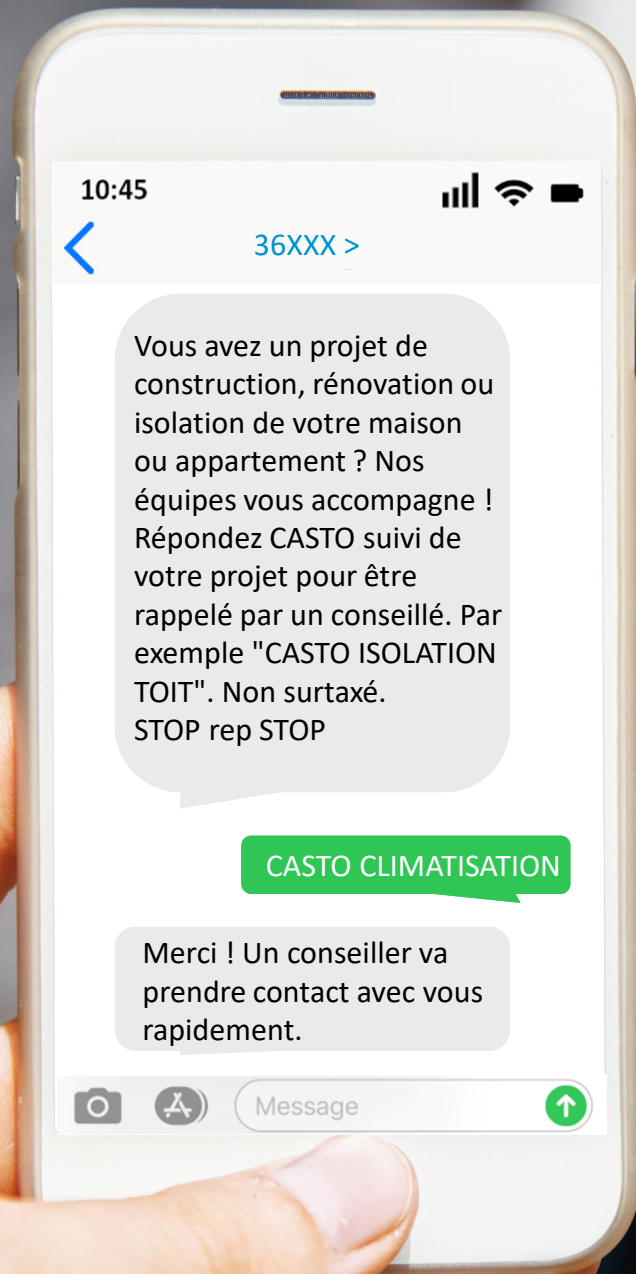 10:45
36XXX >
Vous avez un projet de
construction, rénovation ou
isolation de votre maison
ou appartement ? Nos
équipes vous accompagne !
Répondez CASTO suivi de
votre projet pour être
rappelé par un conseillé. Par
exemple "CASTO ISOLATION
TOIT". Non surtaxé.
STOP rep STOP
CASTO CLIMATISATION
Merci ! Un conseiller va
prendre contact avec vous
rapidement.
Message